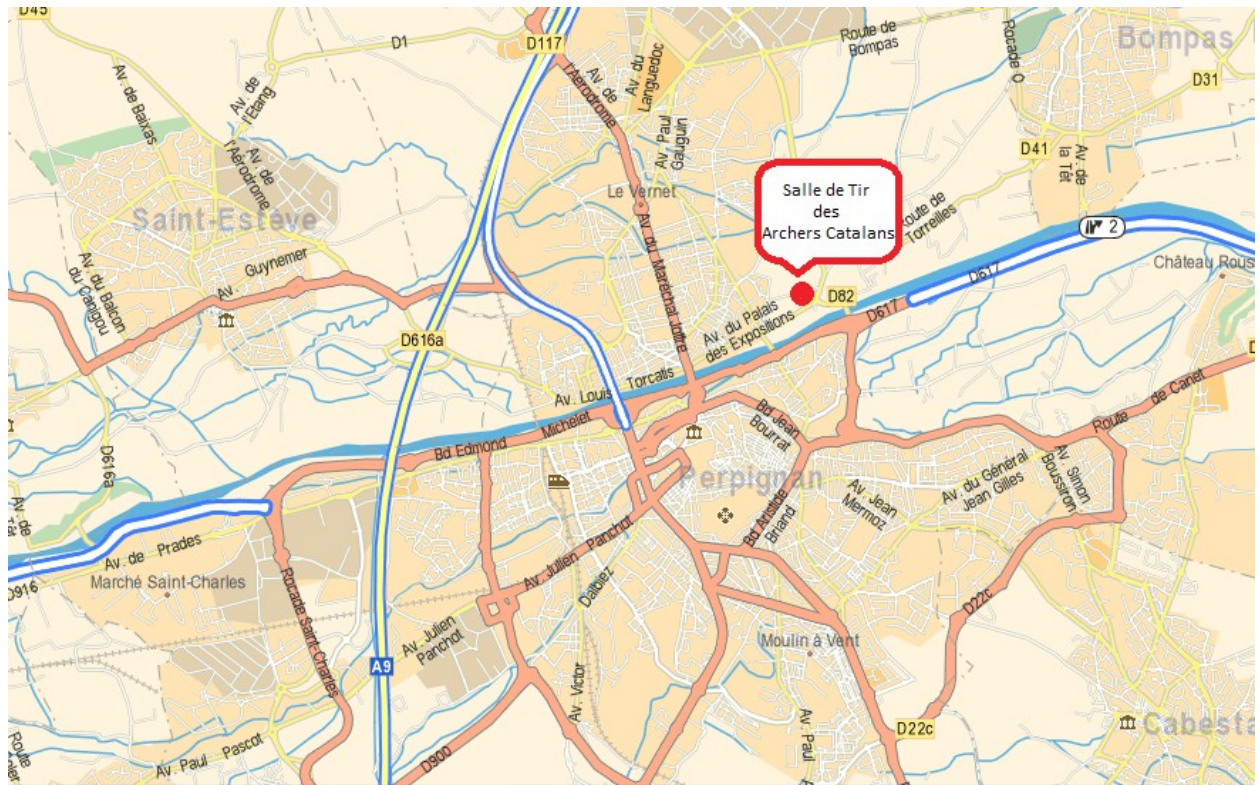 D45
D1
D117
Route de
Bompas
Rocade O
Bompas
D31
Av. de Baixas
Av. de
l'Etang
Av. de
l'Aérodrome
Av. de
l'Aérodrome
Av. du
Languedoc
Av. Paul
Gauguin
D41
Av. de
la Têt
Le Vernet
Salle de Tir
des
Archers Catalans
Route de
Torreilles
2
Saint-Estève
Av. du Balcon
du Canigou
Av. Guynemer
Av. du Maréchal Joffre
Château Rous
D617
D82
D617
D616a
Av. du Palais
des Expositions
Av. Louis Torcatis
Bd Edmond Michelet
Bd Jean
Bourrat
Route de Canet
D616a
Perpignan
Av. Jean
Mermoz
Av. du Général
Jean Gilles
Av. Simon
Boussiron
Bd Aristide
Briand
Av. de
Têt
D916
Av. de Prades
Marché Saint-Charles
Rocade Saint-Charles
Av. Julien Panchot
Dalbiez
Av. Julien
Panchot
D22c
Moulin à Vent
A9
Av. Victor
Av. Paul
D22c
Cabesta
Route
Av. Paul Pascot
D900